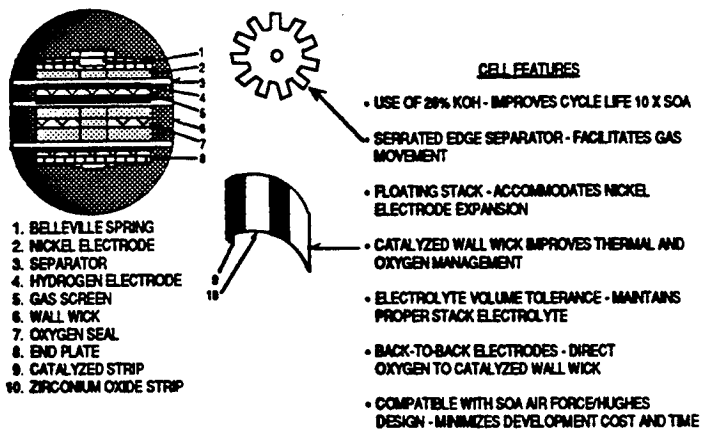 1
2
3
4
5
6
7
8
1. BELLEVILLE SPRING
2. NICKEL ELECTRODE
3. SEPARATOR
4. HYDROGEN ELECTRODE
5. GAS SCREEN
6. WALL WICK
7. OXYGEN SEAL
8. END PLATE
9. CATALYZED STRIP
10. ZIRCONIUM OXIDE STRIP
9
10
CELL FEATURES
• USE OF 26% KOH - IMPROVES CYCLE LIFE 10 X SOA
• SERRATED EDGE SEPARATOR - FACILITATES GAS
MOVEMENT
• FLOATING STACK - ACCOMMODATES NICKEL
ELECTRODE EXPANSION
• CATALYZED WALL WICK IMPROVES THERMAL AND
OXYGEN MANAGEMENT
• ELECTROLYTE VOLUME TOLERANCE - MAINTAINS
PROPER STACK ELECTROLYTE
• BACK-TO-BACK ELECTRODES - DIRECT
OXYGEN TO CATALYZED WALL WICK
• COMPATIBLE WITH SOA AIR FORCE/HUGHES
DESIGN - MINIMIZES DEVELOPMENT COST AND TIME